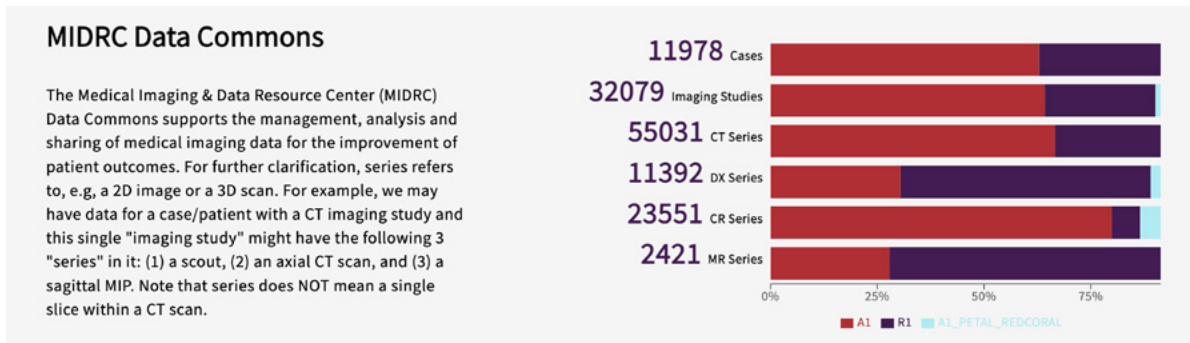 MIDRC Data Commons
The Medical Imaging & Data Resource Center (MIDRC)
Data Commons supports the management, analysis and
sharing of medical imaging data for the improvement of
patient outcomes. For further clarification, series refers
to, e.g, a 2D image or a 3D scan. For example, we may
have data for a case/patient with a CT imaging study and
this single "imaging study" might have the following 3
"series" in it: (1) a scout, (2) an axial CT scan, and (3) a
sagittal MIP. Note that series does NOT mean a single
slice within a CT scan.
11978 Cases
32079 Imaging Studies
55031 CT Series
11392 DX Series
23551 CR Series
2421 MR Series
0% 25% 50% 75%
A1 R1 A1_PETAL_REDCORAL